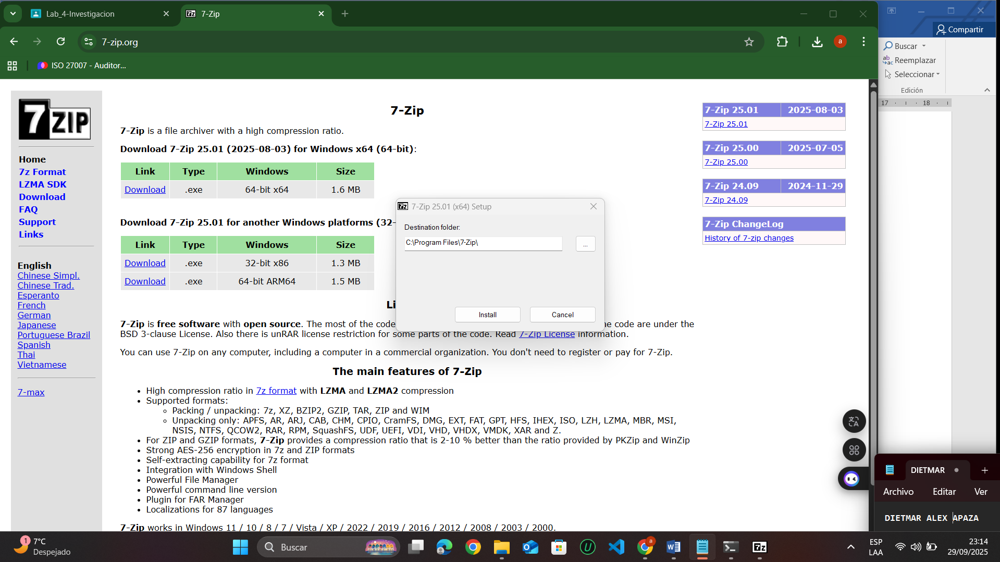 Lab_4-Investigacion
7-Zip
7-zip.org
a
ISO 27007 - Auditor...
Compartir
Buscar
Reemplazar
Seleccionar
Edición
17 · 18
7ZIP
Home
7z Format
LZMA SDK
Download
FAQ
Support
Links
English
Chinese Simpl.
Chinese Trad.
Esperanto
French
German
Japanese
Portuguese Brazil
Spanish
Thai
Vietnamese
7-max
7-Zip
7-Zip is a file archiver with a high compression ratio.
Download 7-Zip 25.01 (2025-08-03) for Windows x64 (64-bit):
Link Type Windows Size
Download .exe 64-bit x64 1.6 MB
Download 7-Zip 25.01 for another Windows platforms (32-
Link Type Windows Size
Download .exe 32-bit x86 1.3 MB
Download .exe 64-bit ARM64 1.5 MB
Li
7-Zip is free software with open source. The most of the code
he code are under the
BSD 3-clause License. Also there is unRAR license restriction for some parts of the code. Read 7-Zip License information.
You can use 7-Zip on any computer, including a computer in a commercial organization. You don't need to register or pay for 7-Zip.
The main features of 7-Zip
High compression ratio in 7z format with LZMA and LZMA2 compression
Supported formats:
Packing / unpacking: 7z, XZ, BZIP2, GZIP, TAR, ZIP and WIM
Unpacking only: APFS, AR, ARJ, CAB, CHM, CPIO, CramFS, DMG, EXT, FAT, GPT, HFS, IHEX, ISO, LZH, LZMA, MBR, MSI,
NSIS, NTFS, QCOW2, RAR, RPM, SquashFS, UDF, UEFI, VDI, VHD, VHDX, VMDK, XAR and Z.
For ZIP and GZIP formats, 7-Zip provides a compression ratio that is 2-10 % better than the ratio provided by PKZip and WinZip
Strong AES-256 encryption in 7z and ZIP formats
Self-extracting capability for 7z format
Integration with Windows Shell
Powerful File Manager
Powerful command line version
Plugin for FAR Manager
Localizations for 87 languages
7-Zip works in Windows 11 / 10 / 8 / 7 / Vista / XP / 2022 / 2019 / 2016 / 2012 / 2008 / 2003 / 2000.
7-Zip 25.01 2025-08-03
7-Zip 25.01
7-Zip 25.00 2025-07-05
7-Zip 25.00
7-Zip 24.09 2024-11-29
7-Zip 24.09
7-Zip ChangeLog
History of 7-zip changes
7z 7-Zip 25.01 (x64) Setup
Destination folder:
C:\Program Files\7-Zip\
...
Install Cancel
DIETMAR
Archivo Editar Ver
DIETMAR ALEX APAZA
1
7°C
Despejado
Buscar
a
7z
ESP
LAA
23:14
29/09/2025